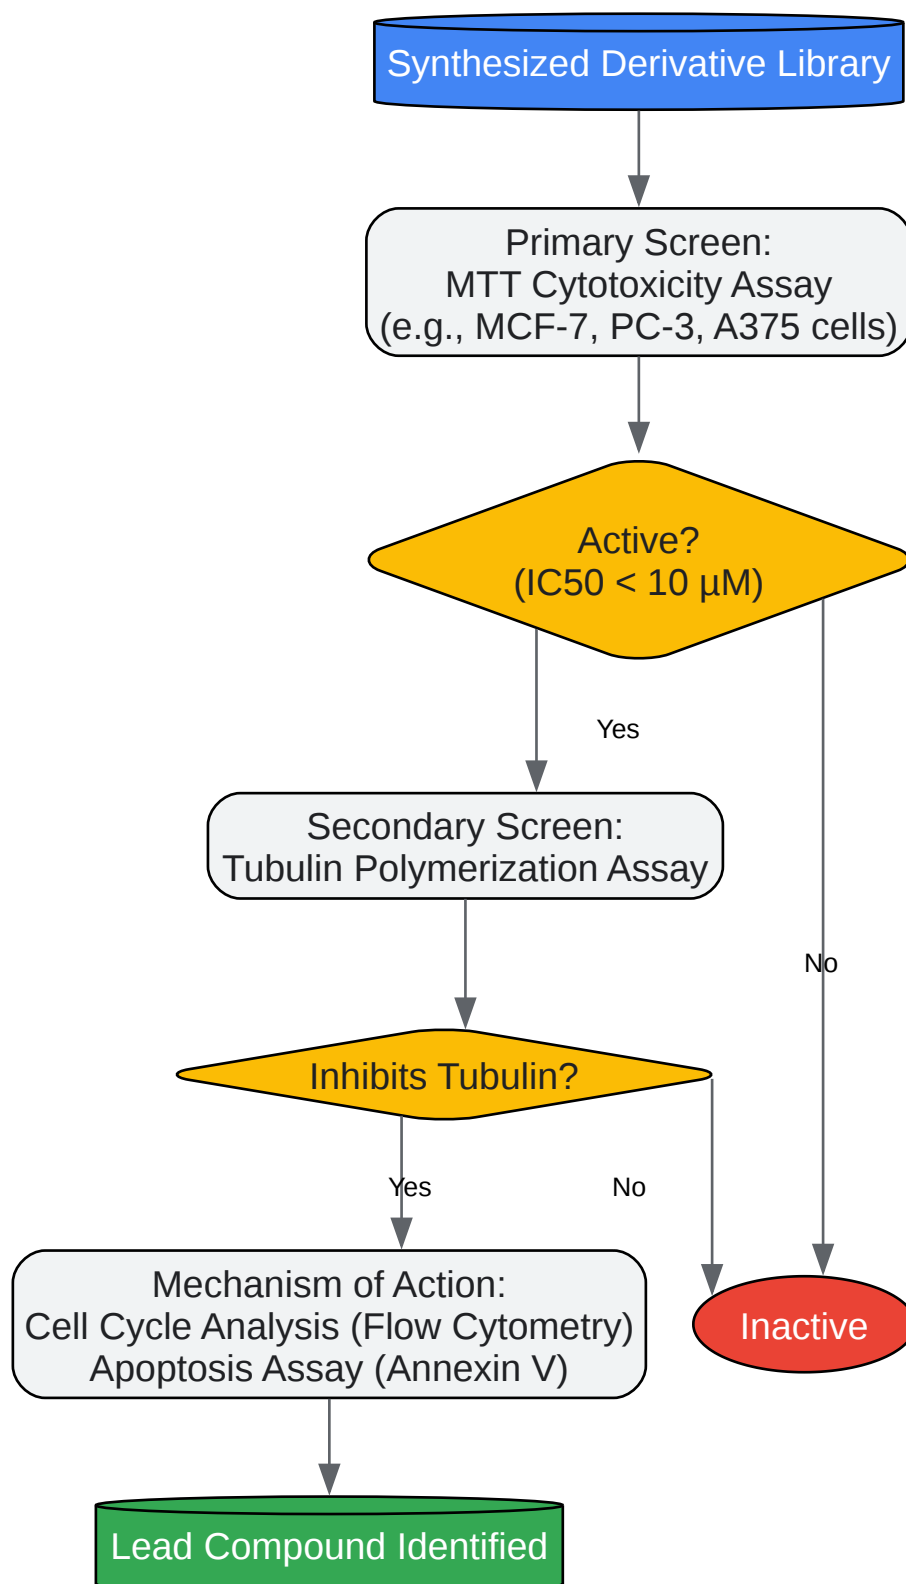 Synthesized Derivative Library
Primary Screen:
MTT Cytotoxicity Assay
(e.g., MCF-7, PC-3, A375 cells)
Active?
(IC50 < 10 µM)
Yes
Secondary Screen:
Tubulin Polymerization Assay
No
Inhibits Tubulin?
Yes
No
Mechanism of Action:
Cell Cycle Analysis (Flow Cytometry)
Apoptosis Assay (Annexin V)
Inactive
Lead Compound Identified